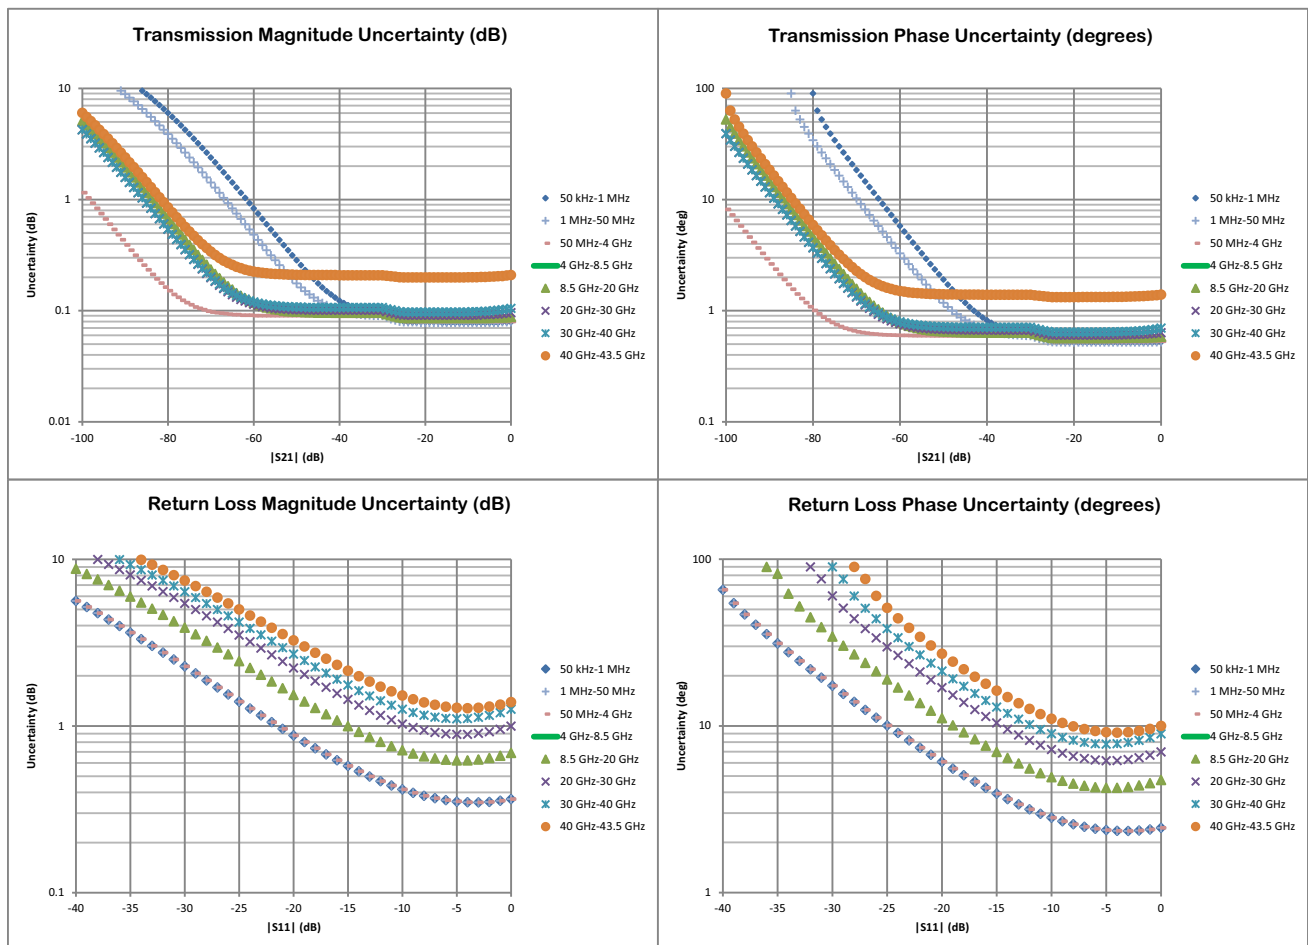 Transmission Magnitude Uncertainty (dB)
10
1
0.1
0.01
Uncertainty (dB)
-100 -80 -60 -40 -20 0
|S21| (dB)
50 kHz-1 MHz
1 MHz-50 MHz
50 MHz-4 GHz
4 GHz-8.5 GHz
8.5 GHz-20 GHz
20 GHz-30 GHz
30 GHz-40 GHz
40 GHz-43.5 GHz
Transmission Phase Uncertainty (degrees)
100
10
1
0.1
Uncertainty (deg)
-100 -80 -60 -40 -20 0
|S21| (dB)
50 kHz-1 MHz
1 MHz-50 MHz
50 MHz-4 GHz
4 GHz-8.5 GHz
8.5 GHz-20 GHz
20 GHz-30 GHz
30 GHz-40 GHz
40 GHz-43.5 GHz
Return Loss Magnitude Uncertainty (dB)
10
1
0.1
Uncertainty (dB)
-40 -35 -30 -25 -20 -15 -10 -5 0
|S11| (dB)
50 kHz-1 MHz
1 MHz-50 MHz
50 MHz-4 GHz
4 GHz-8.5 GHz
8.5 GHz-20 GHz
20 GHz-30 GHz
30 GHz-40 GHz
40 GHz-43.5 GHz
Return Loss Phase Uncertainty (degrees)
100
10
1
Uncertainty (deg)
-40 -35 -30 -25 -20 -15 -10 -5 0
|S11| (dB)
50 kHz-1 MHz
1 MHz-50 MHz
50 MHz-4 GHz
4 GHz-8.5 GHz
8.5 GHz-20 GHz
20 GHz-30 GHz
30 GHz-40 GHz
40 GHz-43.5 GHz